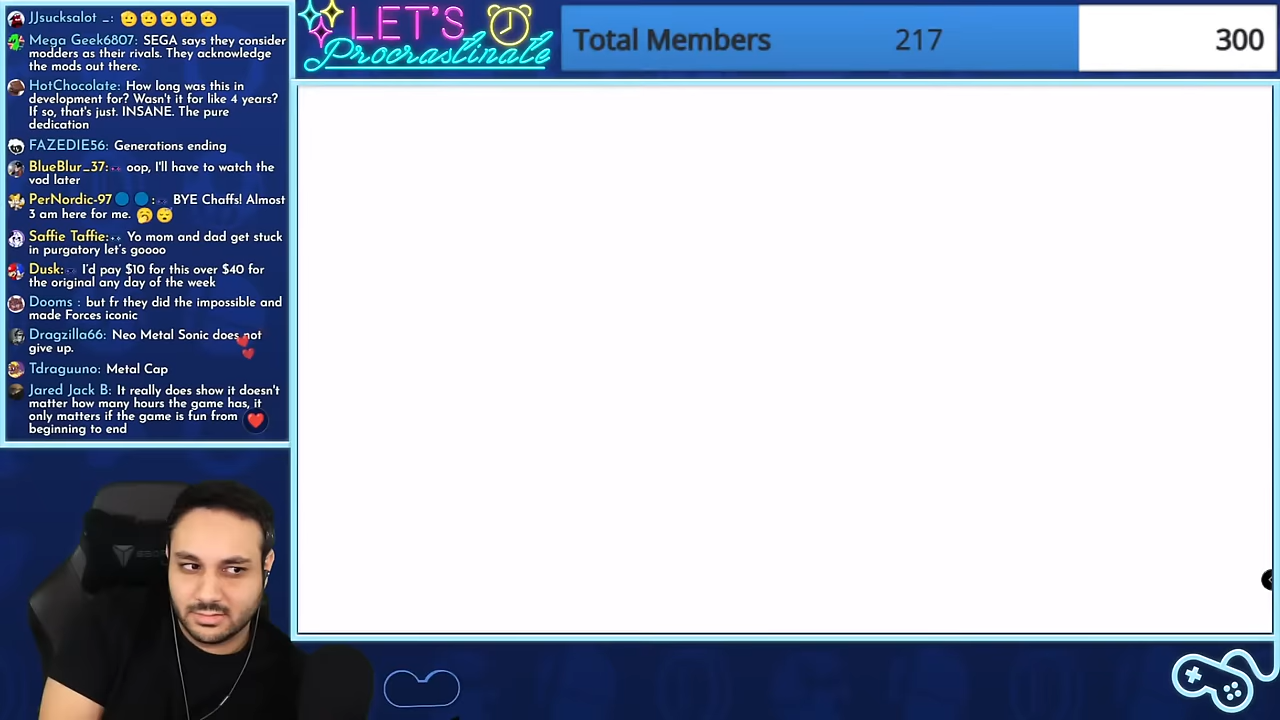 JJsucksalot _: 🫡🫡🫡🫡🫡
Mega Geek6807: SEGA says they consider
modders as their rivals. They acknowledge
the mods out there.
HotChocolate: How long was this in
development for? Wasn't it for like 4 years?
If so, that's just. INSANE. The pure
dedication
FAZEDIE56: Generations ending
BlueBlur_37: oop, I'll have to watch the
vod later
PerNordic-97🔵 🔵: BYE Chaffs! Almost
3 am here for me. 🥱 😴
Saffie Taffie: Yo mom and dad get stuck
in purgatory let's goooo
Dusk: I'd pay $10 for this over $40 for
the original any day of the week
Dooms : but fr they did the impossible and
made Forces iconic
Dragzilla66: Neo Metal Sonic does not
give up.
Tdraguuno: Metal Cap
Jared Jack B: It really does show it doesn't
matter how many hours the game has, it
only matters if the game is fun from
beginning to end
LET'S
Procrastinate
Total Members 217 300